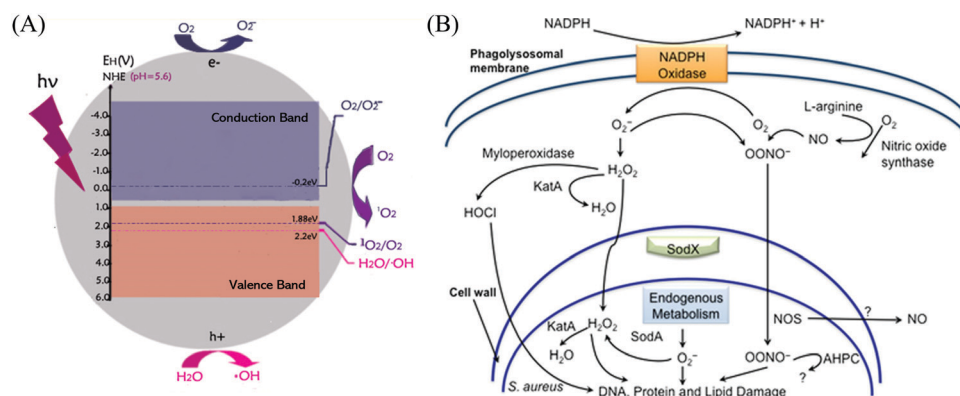 (A)
O₂ O₂⁻
e-
EH(V)
NHE (pH=5.6)
hν
-4.0
-3.0
-2.0
-1.0
0.0
1.0
2.0
3.0
4.0
5.0
6.0
Conduction Band
-0.2eV
O₂/O₂⁻
O₂
¹O₂
1.88eV
2.2eV
¹O₂/O₂
H₂O/·OH
Valence Band
h+
H₂O ·OH
(B)
NADPH NADPH⁺ + H⁺
Phagolysosomal
membrane
NADPH
Oxidase
L-arginine
O₂⁻ O₂ NO O₂
OONO⁻
Nitric oxide
synthase
Myeloperoxidase
H₂O₂
KatA
H₂O
HOCl
SodX
Cell wall
Endogenous
Metabolism
NOS ? NO
KatA H₂O₂
SodA
H₂O
O₂⁻ OONO⁻ AHPC
?
S. aureus
DNA, Protein and Lipid Damage